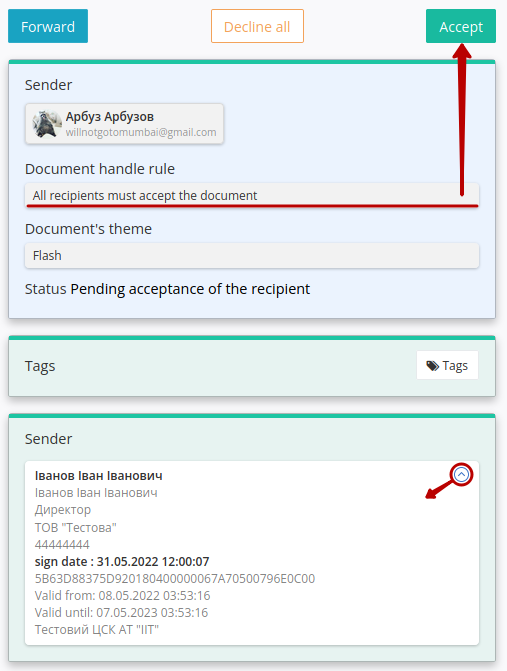 Forward
Decline all
Accept
Sender
Арбуз Арбузов
willnotgotomumbai@gmail.com
Document handle rule
All recipients must accept the document
Document's theme
Flash
Status Pending acceptance of the recipient
Tags
Tags
Sender
Іванов Іван Іванович
Іванов Іван Іванович
Директор
ТОВ "Тестова"
44444444
sign date : 31.05.2022 12:00:07
5B63D88375D920180400000067A70500796E0C00
Valid from: 08.05.2022 03:53:16
Valid until: 07.05.2023 03:53:16
Тестовий ЦСК АТ "ІІТ"